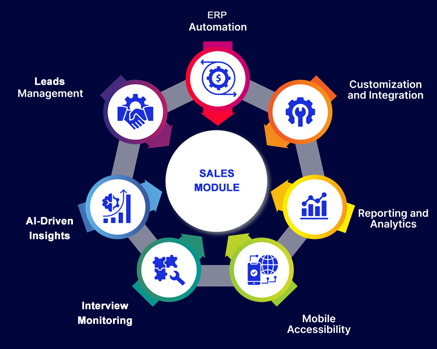 ERP
Automation
Leads
Management
Customization
and Integration
SALES
MODULE
AI-Driven
Insights
Reporting and
Analytics
Interview
Monitoring
Mobile
Accessibility
$